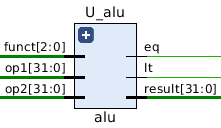 U_alu
funct[2:0]
op1[31:0]
op2[31:0]
eq
lt
result[31:0]
alu